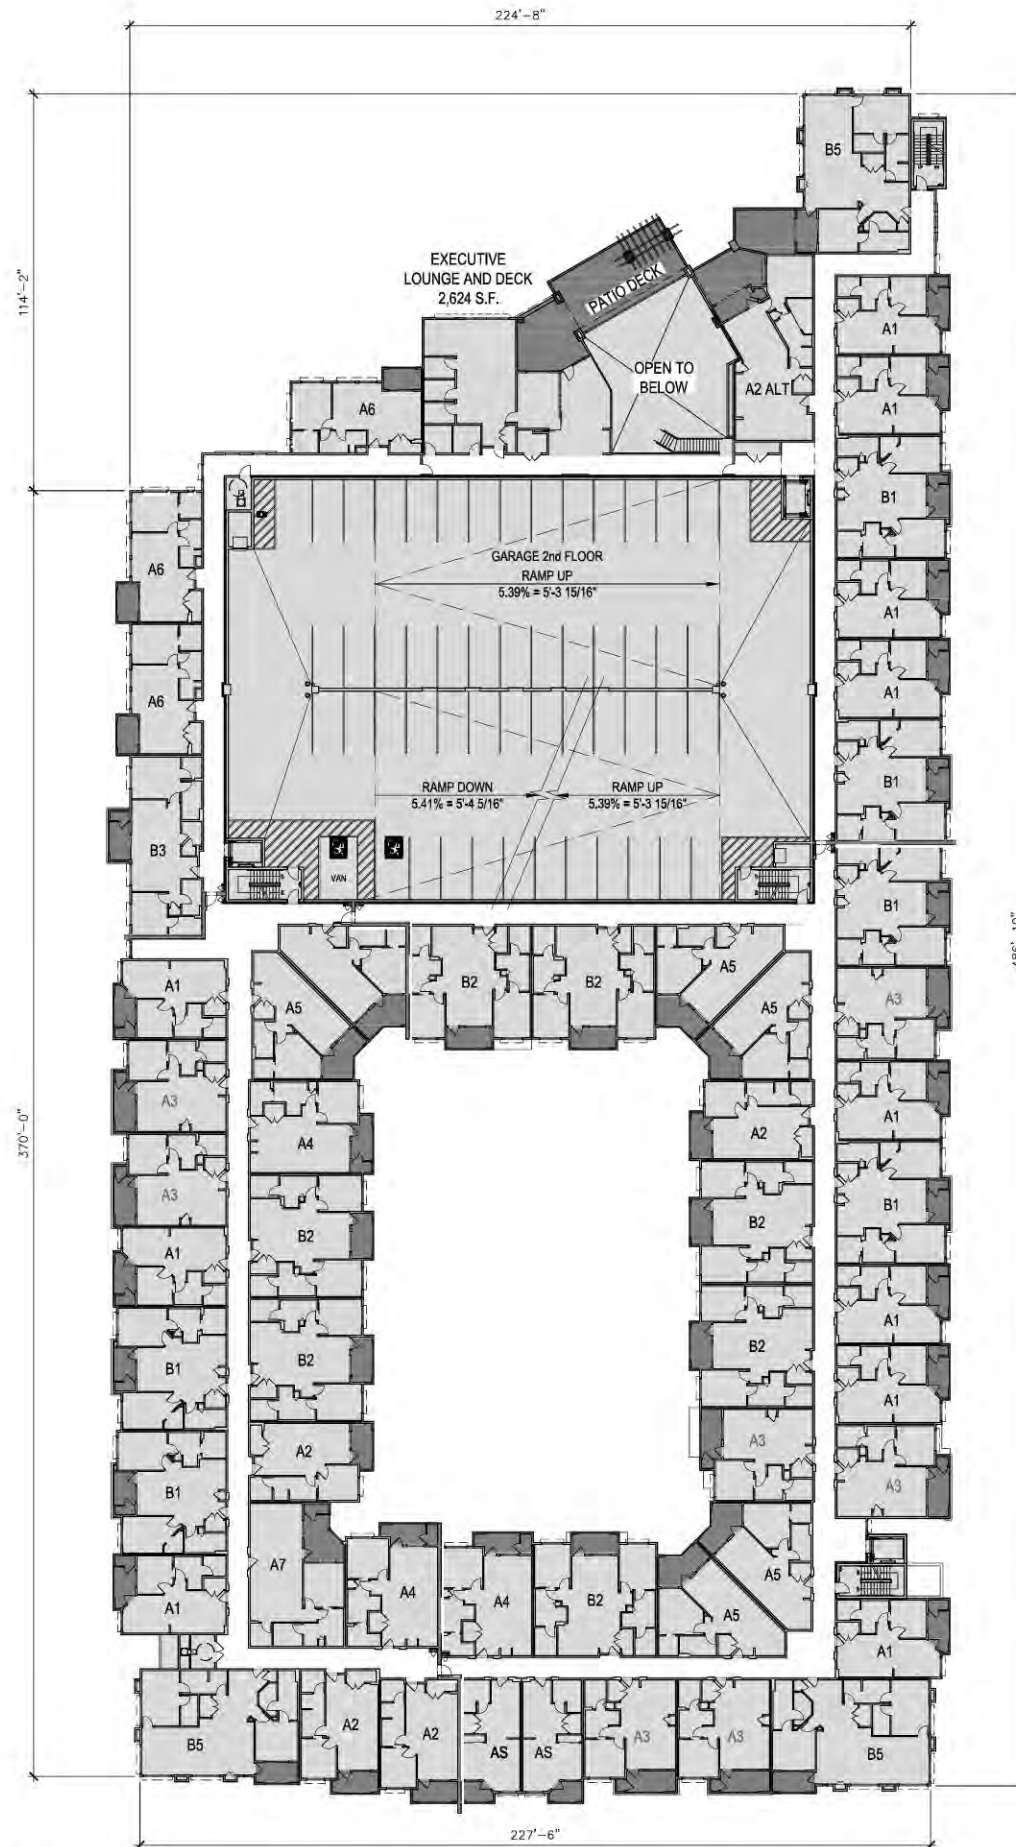 224'-8"
B5
114'-2"
EXECUTIVE
LOUNGE AND DECK
2,624 S.F.
PATIO DECK
A1
OPEN TO
BELOW
A2 ALT
A6
A1
B1
GARAGE 2nd FLOOR
RAMP UP
5.39% = 5'-3 15/16"
A6
A1
A6
A1
B1
RAMP DOWN
5.41% = 5'-4 5/16"
RAMP UP
5.39% = 5'-3 15/16"
B3
VAN
B1
486'-10"
A1
A5
B2
B2
A5
A5
A3
A3
A4
A2
A1
370'-0"
A3
B2
B2
B1
A1
A1
B1
B2
B2
A1
B1
A2
A3
A3
A1
A7
A4
A4
B2
A5
A5
A1
B5
A2
A2
AS
AS
A3
A3
B5
227'-6"